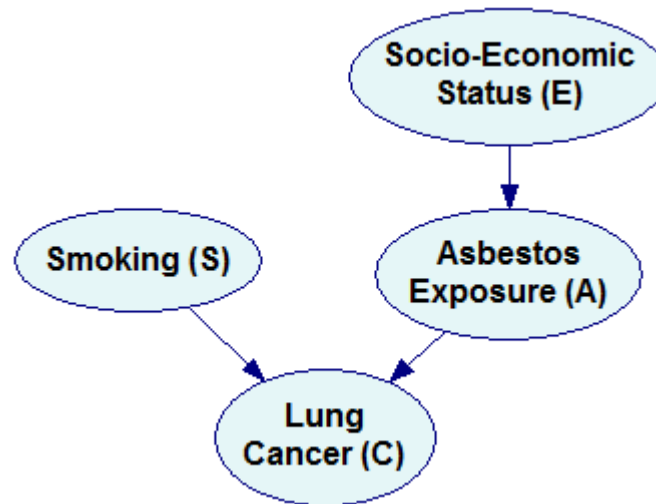 Socio-Economic
Status (E)
Smoking (S)
Asbestos
Exposure (A)
Lung
Cancer (C)